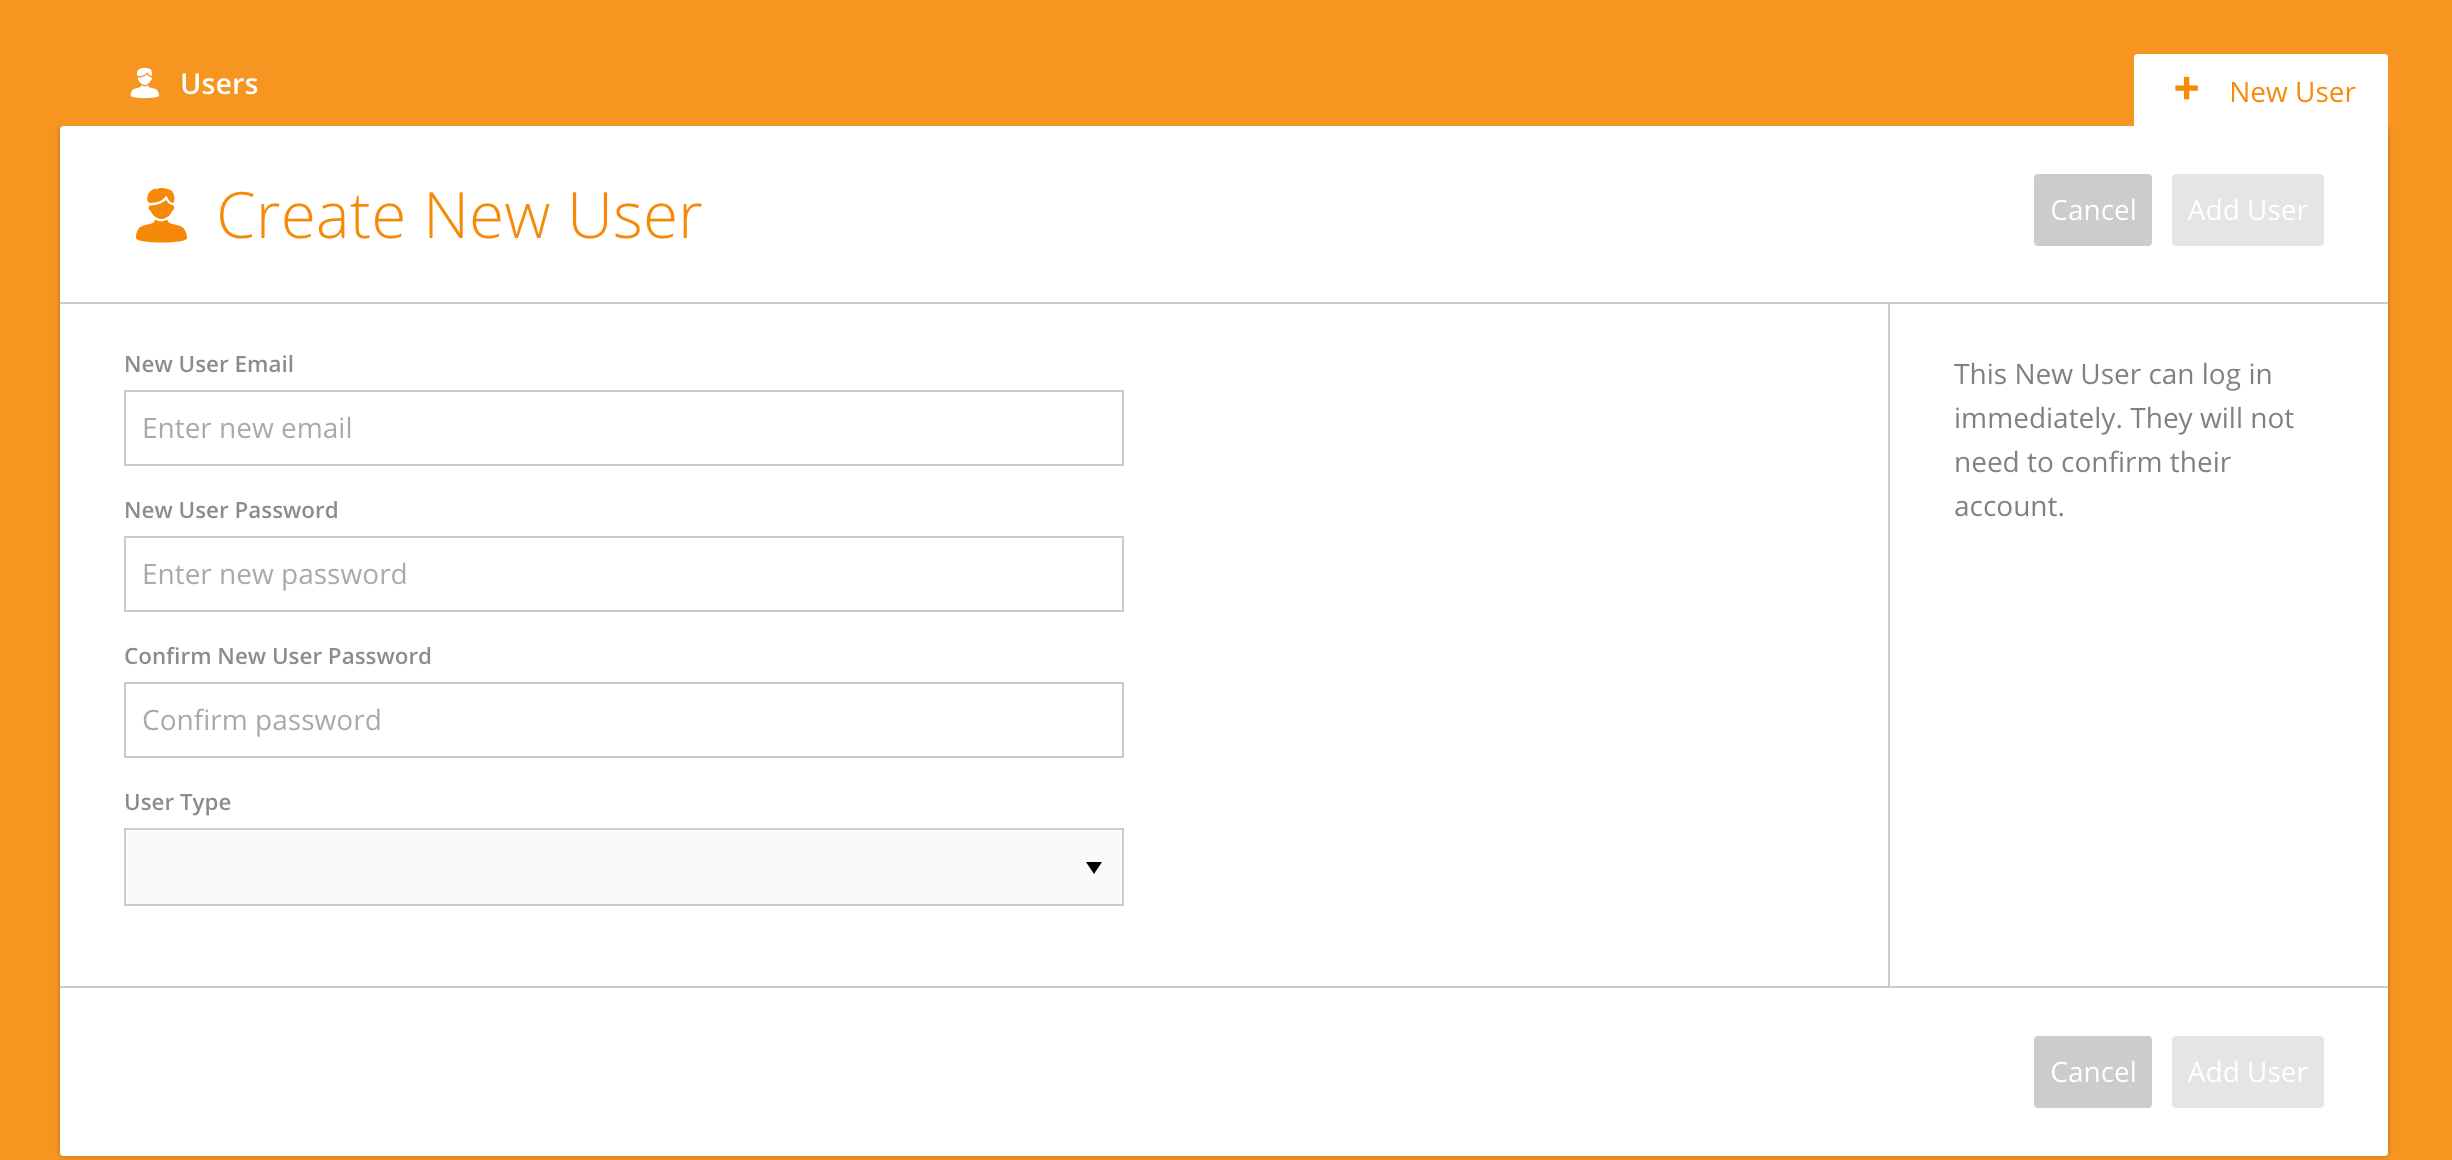 Users
New User
Create New User
Cancel
Add User
New User Email
Enter new email
New User Password
Enter new password
Confirm New User Password
Confirm password
User Type
This New User can log in
immediately. They will not
need to confirm their
account.
Cancel
Add User